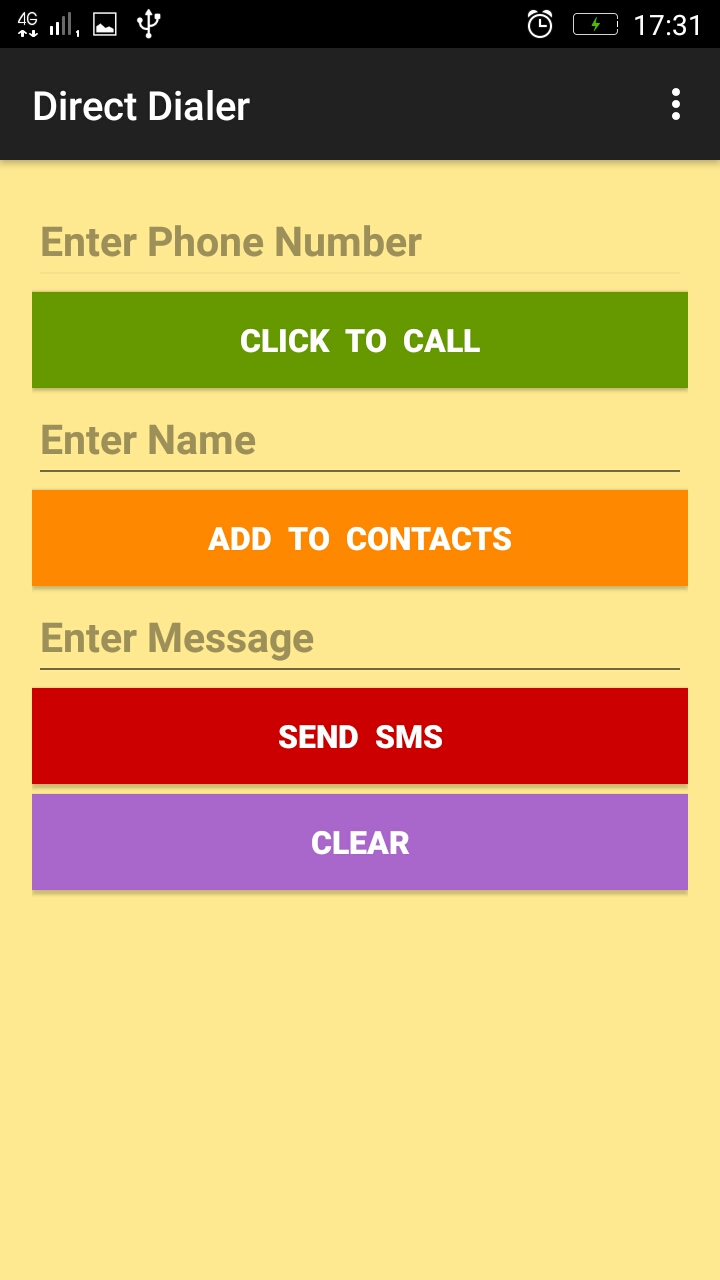 4G 1 17:31
Direct Dialer
Enter Phone Number
CLICK TO CALL
Enter Name
ADD TO CONTACTS
Enter Message
SEND SMS
CLEAR